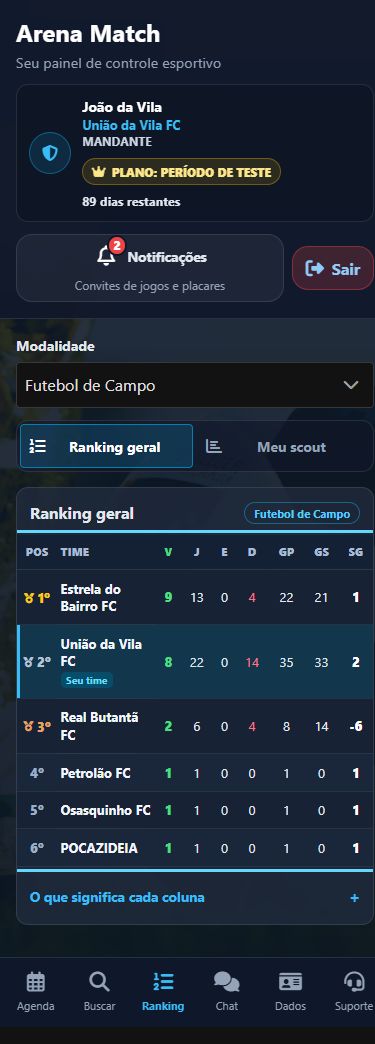 Arena Match
Seu painel de controle esportivo
João da Vila
União da Vila FC
MANDANTE
PLANO: PERÍODO DE TESTE
89 dias restantes
2
Notificações
Convites de jogos e placares
Sair
Modalidade
Futebol de Campo
Ranking geral
Meu scout
Ranking geral
Futebol de Campo
POS TIME V J E D GP GS SG
1º Estrela do Bairro FC 9 13 0 4 22 21 1
2º União da Vila FC 8 22 0 14 35 33 2
Seu time
3º Real Butantã FC 2 6 0 4 8 14 -6
4º Petrolão FC 1 1 0 0 1 0 1
5º Osasquinho FC 1 1 0 0 1 0 1
6º POCAZIDEIA 1 1 0 0 1 0 1
O que significa cada coluna +
Agenda Buscar Ranking Chat Dados Suporte